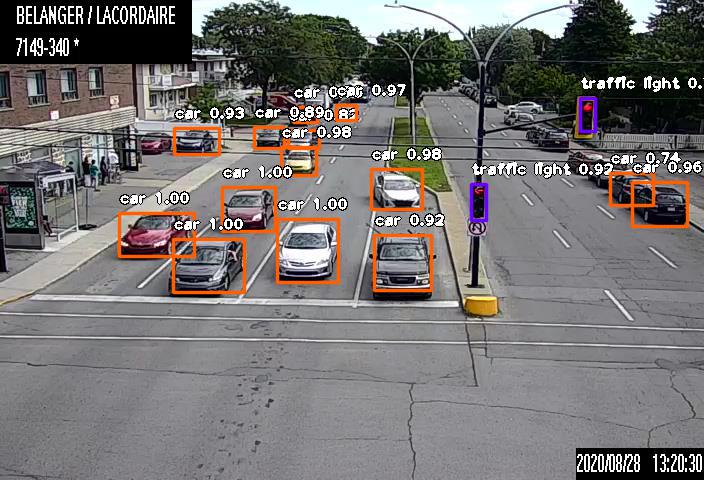 BELANGER / LACORDAIRE
7149-340 *
car 0.97
traffic light 0.
car 0.93
car 0.89
car 0.98
car 0.98
car 0.74
traffic light 0.92
car 0.96
car 1.00
car 1.00
car 1.00
car 1.00
car 0.92
2020/08/28 13:20:30